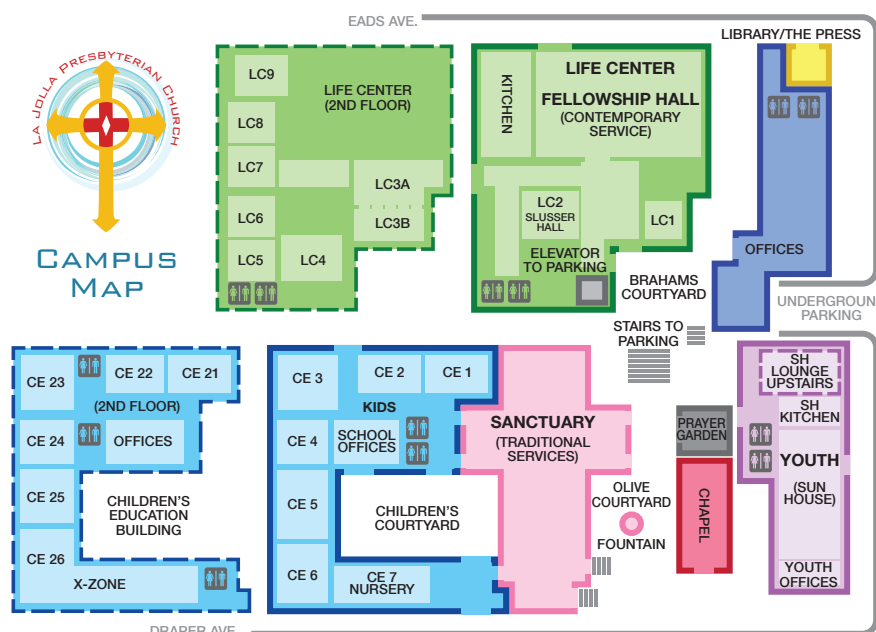 EADS AVE.
LA JOLLA PRESBYTERIAN CHURCH
CAMPUS
MAP
LC9
LIFE CENTER
(2ND FLOOR)
LC8
LC7
LC3A
LC6
LC3B
LC5
LC4
KITCHEN
LIFE CENTER
FELLOWSHIP HALL
(CONTEMPORARY
SERVICE)
LC2
SLUSSER
HALL
LC1
ELEVATOR
TO PARKING
LIBRARY/THE PRESS
OFFICES
BRAHAMS
COURTYARD
UNDERGROUN
PARKING
STAIRS TO
PARKING
CE 23
CE 22
CE 21
(2ND FLOOR)
CE 24
OFFICES
CE 25
CHILDREN'S
EDUCATION
BUILDING
CE 26
X-ZONE
CE 3
CE 2
CE 1
KIDS
CE 4
SCHOOL
OFFICES
CE 5
CHILDREN'S
COURTYARD
CE 6
CE 7
NURSERY
SANCTUARY
(TRADITIONAL
SERVICES)
OLIVE
COURTYARD
FOUNTAIN
PRAYER
GARDEN
CHAPEL
SH
LOUNGE
UPSTAIRS
SH
KITCHEN
YOUTH
(SUN
HOUSE)
YOUTH
OFFICES
DRAPER AVE.